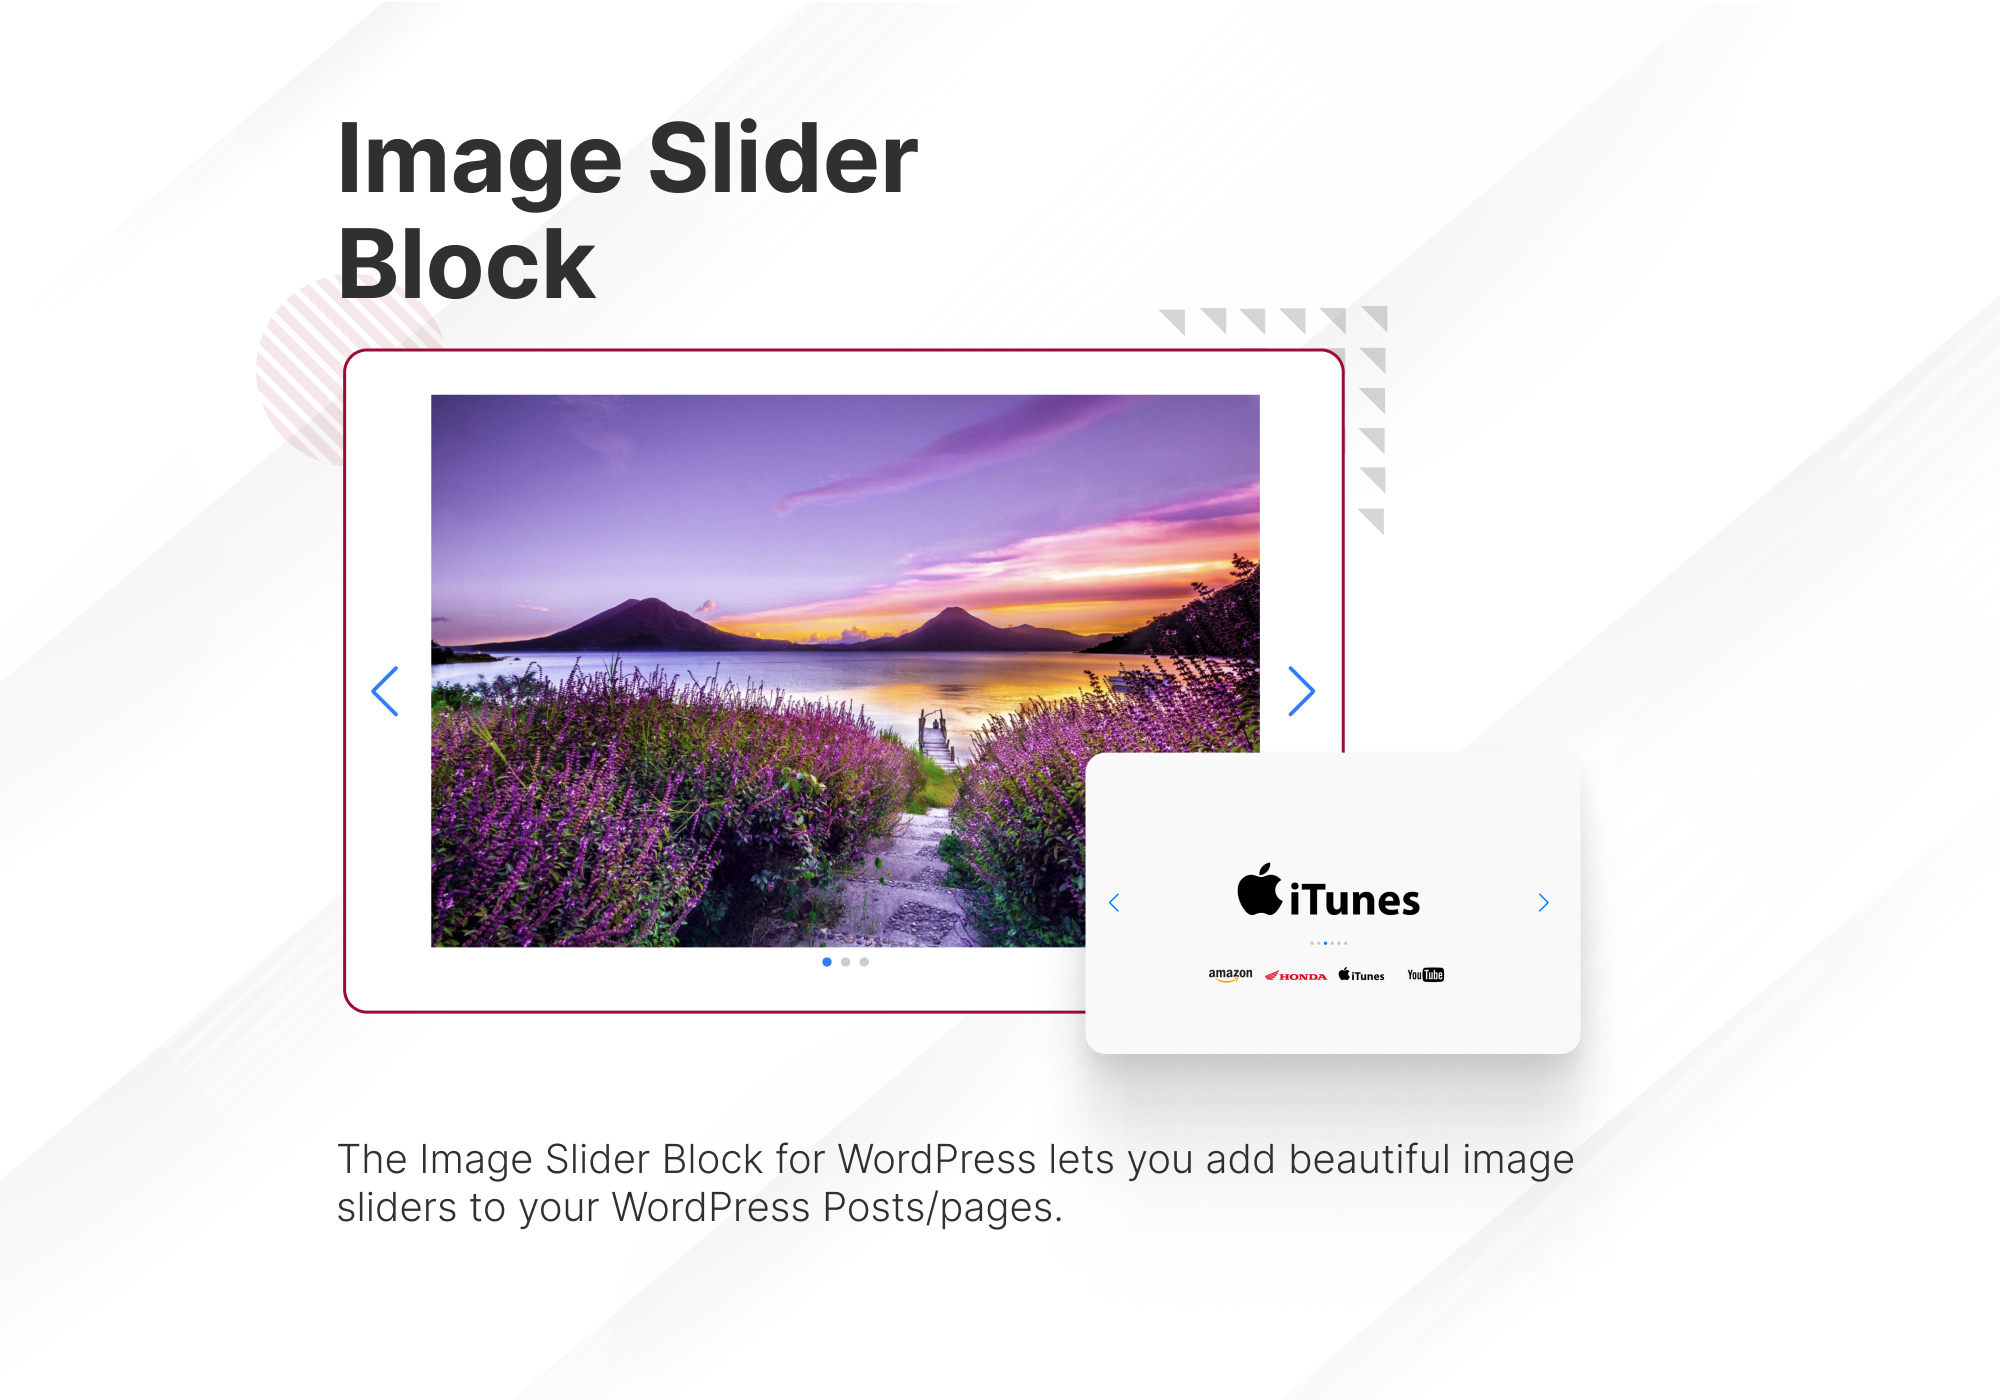 Image Slider
Block
iTunes
amazon HONDA iTunes YouTube
The Image Slider Block for WordPress lets you add beautiful image
sliders to your WordPress Posts/pages.